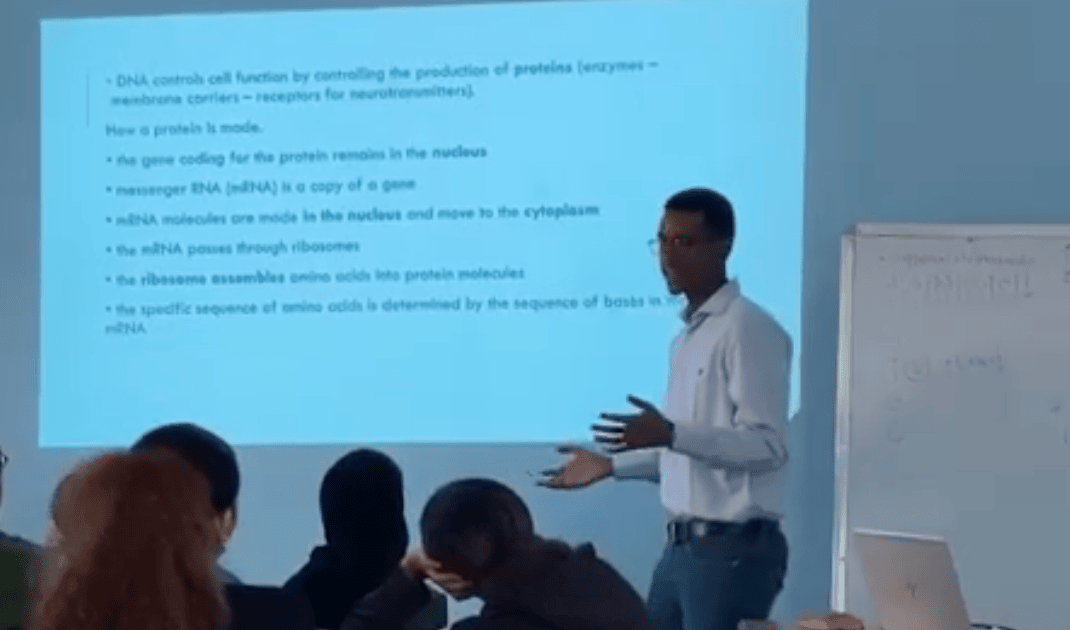 • DNA controls cell function by controlling the production of proteins (enzymes –
membrane carriers – receptors for neurotransmitters).
How a protein is made.
• the gene coding for the protein remains in the nucleus
• messenger RNA (mRNA) is a copy of a gene
• mRNA molecules are made in the nucleus and move to the cytoplasm
• the mRNA passes through ribosomes
• the ribosome assembles amino acids into protein molecules
• the specific sequence of amino acids is determined by the sequence of bases in
mRNA